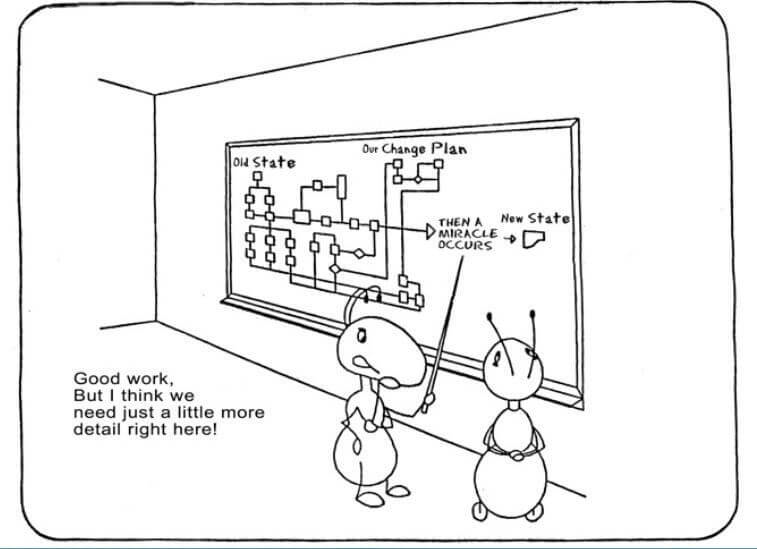 Our Change Plan
Old State
New State
THEN A
MIRACLE
OCCURS
Good work,
But I think we
need just a little more
detail right here!